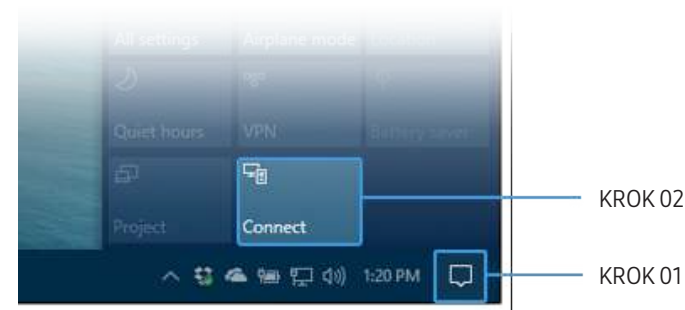 All settings Airplane mode Location
Quiet hours VPN Battery saver
KROK 02
Project Connect
1:20 PM KROK 01